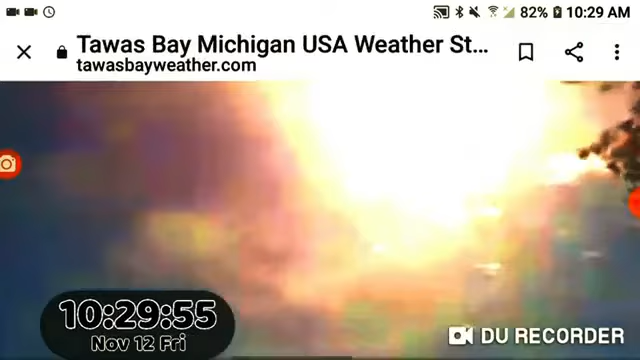 82% 10:29 AM
Tawas Bay Michigan USA Weather St...
tawasbayweather.com
10:29:55
Nov 12 Fri
DU RECORDER